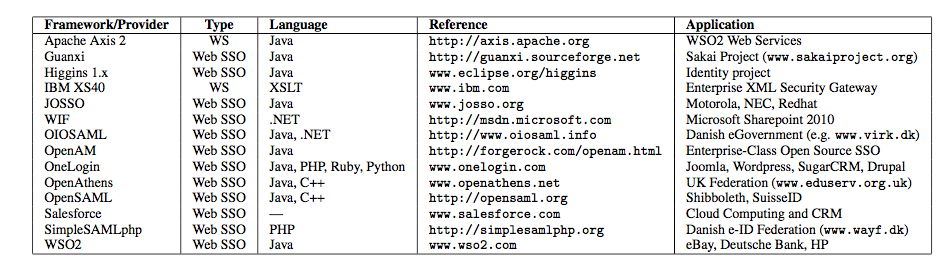 Framework/Provider Type Language Reference Application
Apache Axis 2 WS Java http://axis.apache.org WSO2 Web Services
Guanxi Web SSO Java http://guanxi.sourceforge.net Sakai Project (www.sakaiproject.org)
Higgins 1.x Web SSO Java www.eclipse.org/higgins Identity project
IBM XS40 WS XSLT www.ibm.com Enterprise XML Security Gateway
JOSSO Web SSO Java www.josso.org Motorola, NEC, Redhat
WIF Web SSO .NET http://msdn.microsoft.com Microsoft Sharepoint 2010
OIOSAML Web SSO Java, .NET http://www.oiosaml.info Danish eGovernment (e.g. www.virk.dk)
OpenAM Web SSO Java http://forgerock.com/openam.html Enterprise-Class Open Source SSO
OneLogin Web SSO Java, PHP, Ruby, Python www.onelogin.com Joomla, Wordpress, SugarCRM, Drupal
OpenAthens Web SSO Java, C++ www.openathens.net UK Federation (www.eduserv.org.uk)
OpenSAML Web SSO Java, C++ http://opensaml.org Shibboleth, SuisseID
Salesforce Web SSO — www.salesforce.com Cloud Computing and CRM
SimpleSAMLphp Web SSO PHP http://simplesamlphp.org Danish e-ID Federation (www.wayf.dk)
WSO2 Web SSO Java www.wso2.com eBay, Deutsche Bank, HP